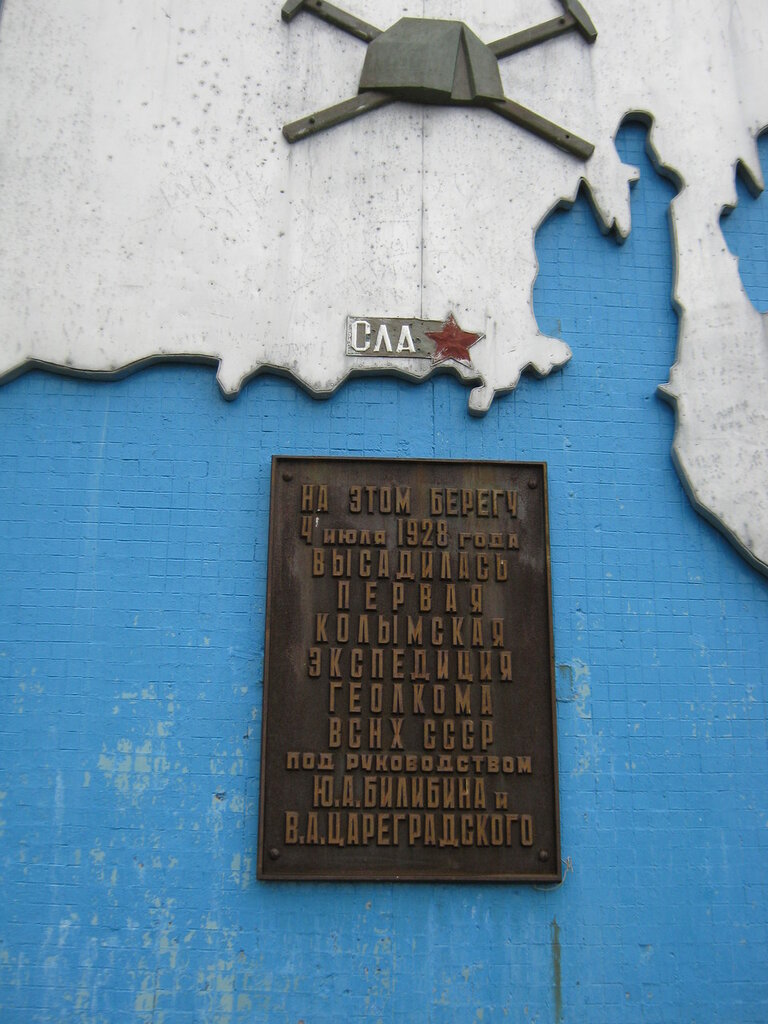 СЛА
НА ЭТОМ БЕРЕГУ
4 июля 1928 года
ВЫСАДИЛАСЬ
ПЕРВАЯ
КОЛЫМСКАЯ
ЭКСПЕДИЦИЯ
ГЕОЛКОМА
ВСНХ СССР
под руководством
Ю.А.БИЛИБИНА и
В.А.ЦАРЕГРАДСКОГО